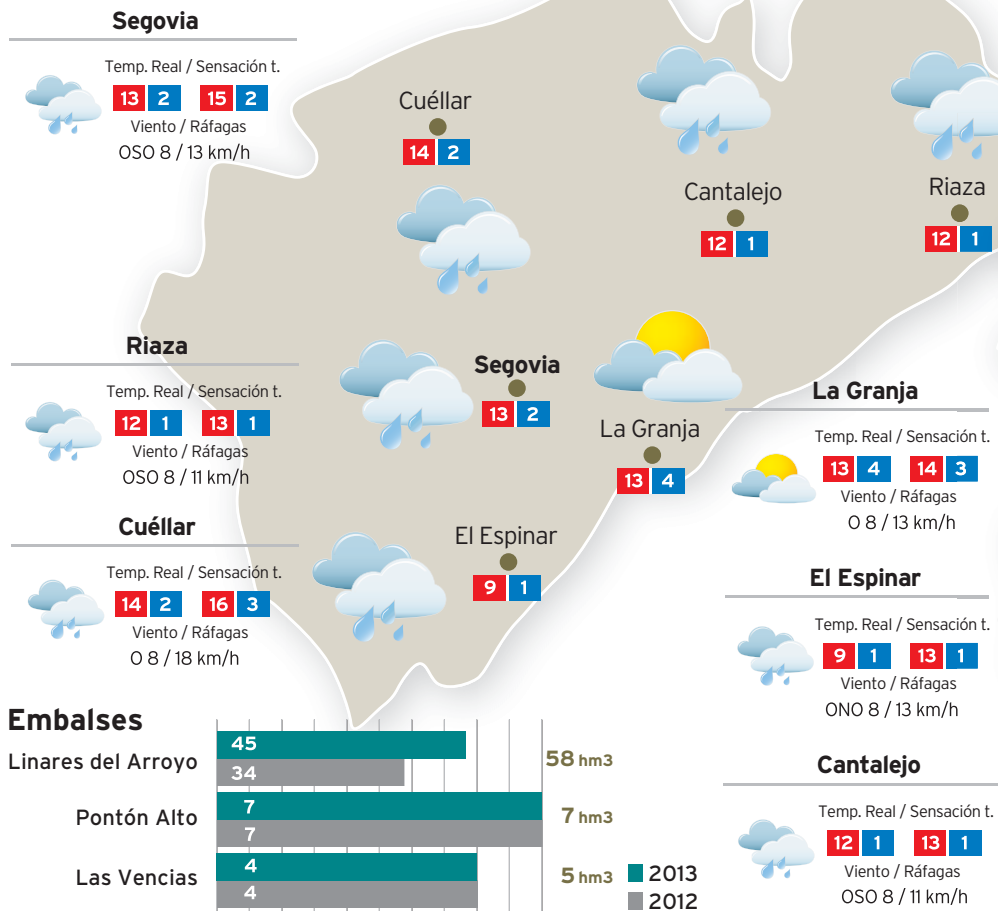 Segovia
Temp. Real / Sensación t.
13 2 15 2
Viento / Ráfagas
OSO 8 / 13 km/h
Cuéllar
14 2
Cantalejo
12 1
Riaza
12 1
Riaza
Temp. Real / Sensación t.
12 1 13 1
Viento / Ráfagas
OSO 8 / 11 km/h
Segovia
13 2
La Granja
13 4
La Granja
Temp. Real / Sensación t.
13 4 14 3
Viento / Ráfagas
O 8 / 13 km/h
Cuéllar
Temp. Real / Sensación t.
14 2 16 3
Viento / Ráfagas
O 8 / 18 km/h
El Espinar
9 1
El Espinar
Temp. Real / Sensación t.
9 1 13 1
Viento / Ráfagas
ONO 8 / 13 km/h
Embalses
Linares del Arroyo
45
34
58 hm3
Pontón Alto
7
7
7 hm3
Las Vencias
4
4
5 hm3
2013
2012
Cantalejo
Temp. Real / Sensación t.
12 1 13 1
Viento / Ráfagas
OSO 8 / 11 km/h